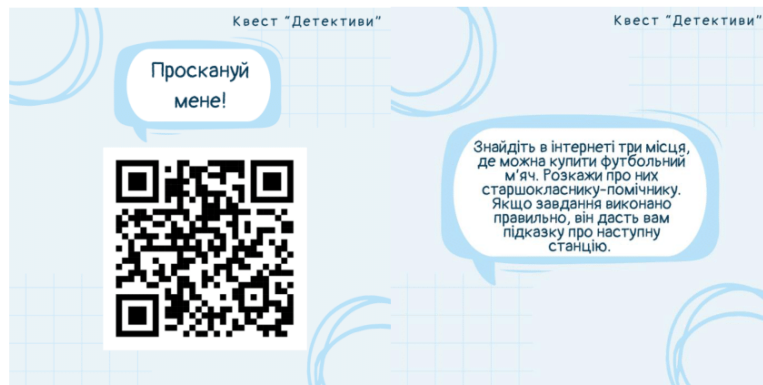 Квест "Детективи"
Проскануй
мене!
Квест "Детективи"
Знайдіть в інтернеті три місця,
де можна купити футбольний
м'яч. Розкажи про них
старшокласнику-помічнику.
Якщо завдання виконано
правильно, він дасть вам
підказку про наступну
станцію.